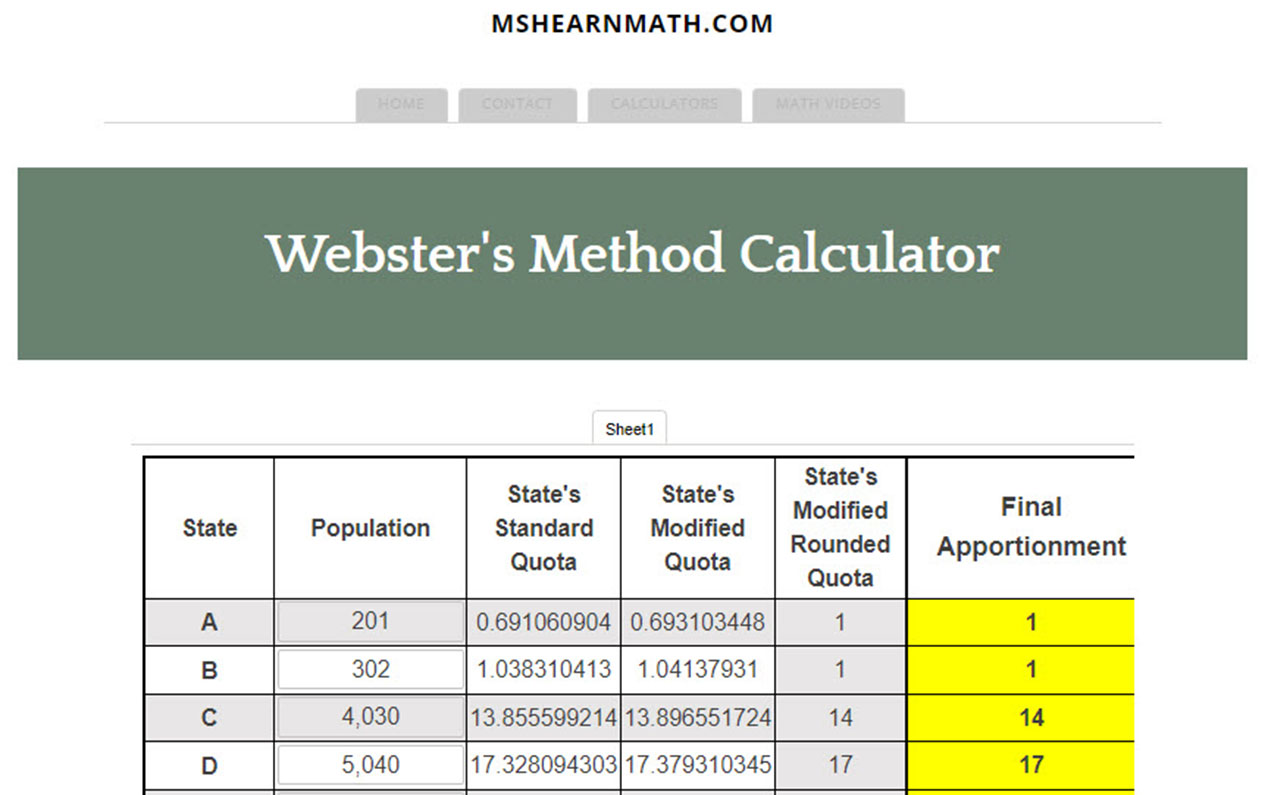 MSHEARNMATH.COM
HOME CONTACT CALCULATORS MATH VIDEOS
Webster's Method Calculator
Sheet1
State Population State's Standard Quota State's Modified Quota State's Modified Rounded Quota Final Apportionment
A 201 0.691060904 0.693103448 1 1
B 302 1.038310413 1.04137931 1 1
C 4,030 13.855599214 13.896551724 14 14
D 5,040 17.328094303 17.379310345 17 17